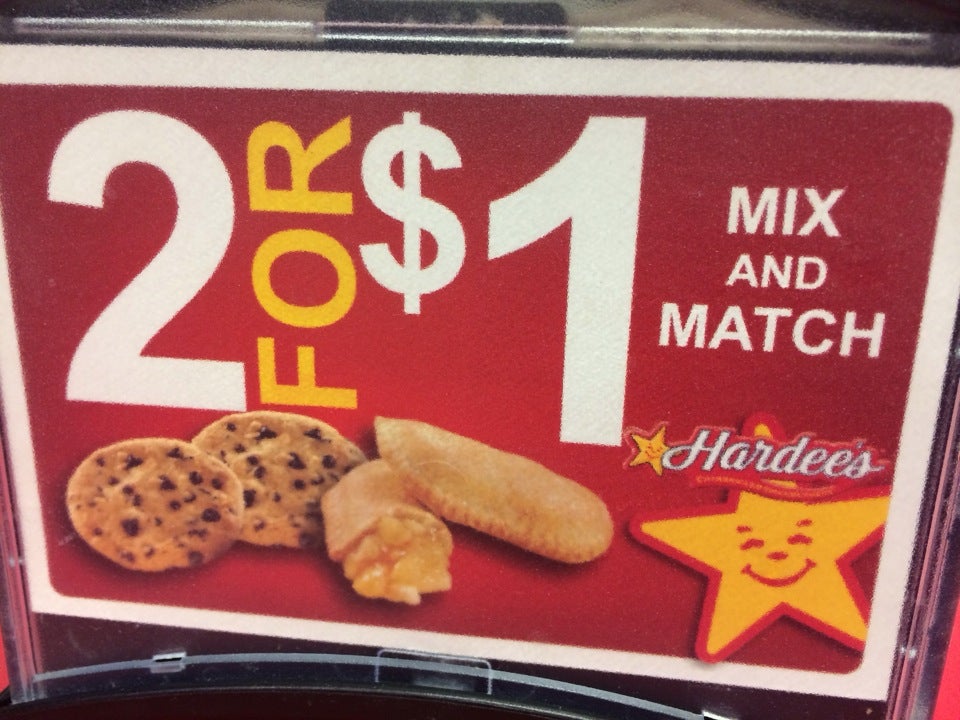 2 FOR $1
MIX
AND
MATCH
Hardee's